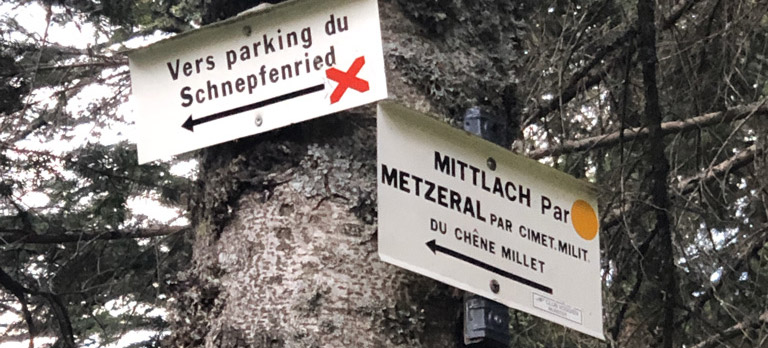 Vers parking du
Schnepfenried
MITTLACH Par
METZERAL PAR CIMET.MILIT.
DU CHÊNE MILLET